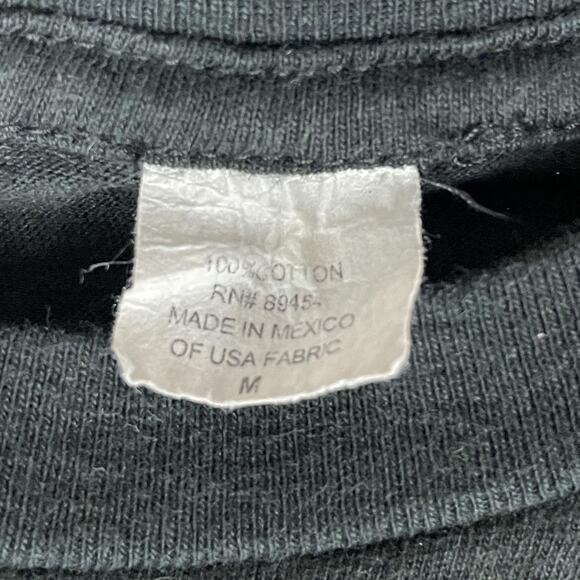 100% COTTON
RN# 89454
MADE IN MEXICO
OF USA FABRIC
M